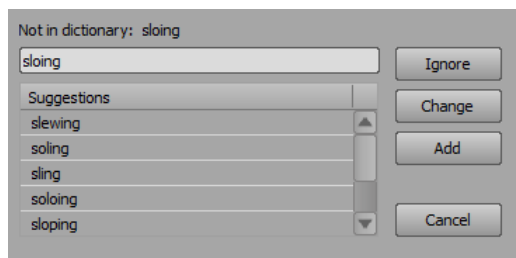 Not in dictionary: sloing
sloing
Ignore
Suggestions
Change
slewing
soling
Add
sling
soloing
sloping
Cancel